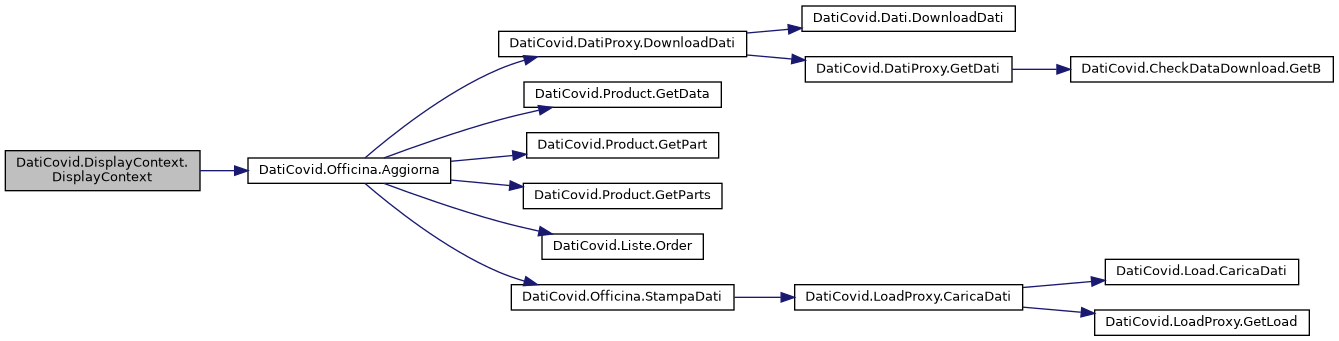 DatiCovid.DisplayContext.
DisplayContext
DatiCovid.Officina.Aggiorna
DatiCovid.DatiProxy.DownloadDati
DatiCovid.Dati.DownloadDati
DatiCovid.DatiProxy.GetDati
DatiCovid.CheckDataDownload.GetB
DatiCovid.Product.GetData
DatiCovid.Product.GetPart
DatiCovid.Product.GetParts
DatiCovid.Liste.Order
DatiCovid.Officina.StampaDati
DatiCovid.LoadProxy.CaricaDati
DatiCovid.Load.CaricaDati
DatiCovid.LoadProxy.GetLoad